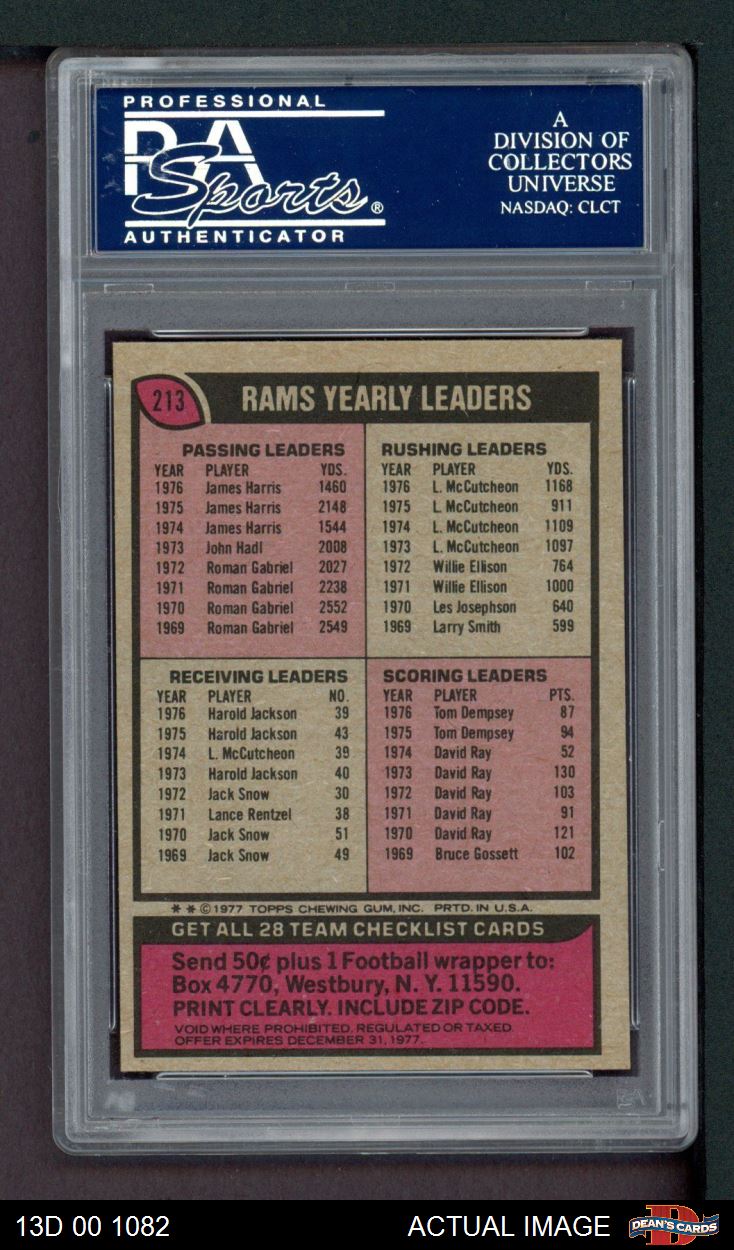 PROFESSIONAL
PSA
Sports®
AUTHENTICATOR
A
DIVISION OF
COLLECTORS
UNIVERSE
NASDAQ: CLCT
213
RAMS YEARLY LEADERS
PASSING LEADERS
YEAR PLAYER YDS.
1976 James Harris 1460
1975 James Harris 2148
1974 James Harris 1544
1973 John Hadl 2008
1972 Roman Gabriel 2027
1971 Roman Gabriel 2238
1970 Roman Gabriel 2552
1969 Roman Gabriel 2549
RUSHING LEADERS
YEAR PLAYER YDS.
1976 L. McCutcheon 1168
1975 L. McCutcheon 911
1974 L. McCutcheon 1109
1973 L. McCutcheon 1097
1972 Willie Ellison 764
1971 Willie Ellison 1000
1970 Les Josephson 640
1969 Larry Smith 599
RECEIVING LEADERS
YEAR PLAYER NO.
1976 Harold Jackson 39
1975 Harold Jackson 43
1974 L. McCutcheon 39
1973 Harold Jackson 40
1972 Jack Snow 30
1971 Lance Rentzel 38
1970 Jack Snow 51
1969 Jack Snow 49
SCORING LEADERS
YEAR PLAYER PTS.
1976 Tom Dempsey 87
1975 Tom Dempsey 94
1974 David Ray 52
1973 David Ray 130
1972 David Ray 103
1971 David Ray 91
1970 David Ray 121
1969 Bruce Gossett 102
** © 1977 TOPPS CHEWING GUM, INC. PRTD. IN U.S.A.
GET ALL 28 TEAM CHECKLIST CARDS
Send 50¢ plus 1 Football wrapper to:
Box 4770, Westbury, N. Y. 11590.
PRINT CLEARLY. INCLUDE ZIP CODE.
VOID WHERE PROHIBITED, REGULATED OR TAXED.
OFFER EXPIRES DECEMBER 31, 1977.
PSA
13D 00 1082
ACTUAL IMAGE
DEAN'S CARDS